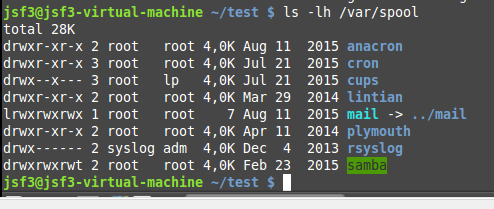 jsf3@jsf3-virtual-machine ~/test $ ls -lh /var/spool
total 28K
drwxr-xr-x 2 root   root 4,0K Aug 11  2015 anacron
drwxr-xr-x 3 root   root 4,0K Jul 21  2015 cron
drwx--x--- 3 root   lp   4,0K Jul 21  2015 cups
drwxr-xr-x 2 root   root 4,0K Mar 29  2014 lintian
lrwxrwxrwx 1 root   root    7 Aug 11  2015 mail -> ../mail
drwxr-xr-x 2 root   root 4,0K Apr 11  2014 plymouth
drwx------ 2 syslog adm  4,0K Dec  4  2013 rsyslog
drwxrwxrwt 2 root   root 4,0K Feb 23  2015 samba
jsf3@jsf3-virtual-machine ~/test $